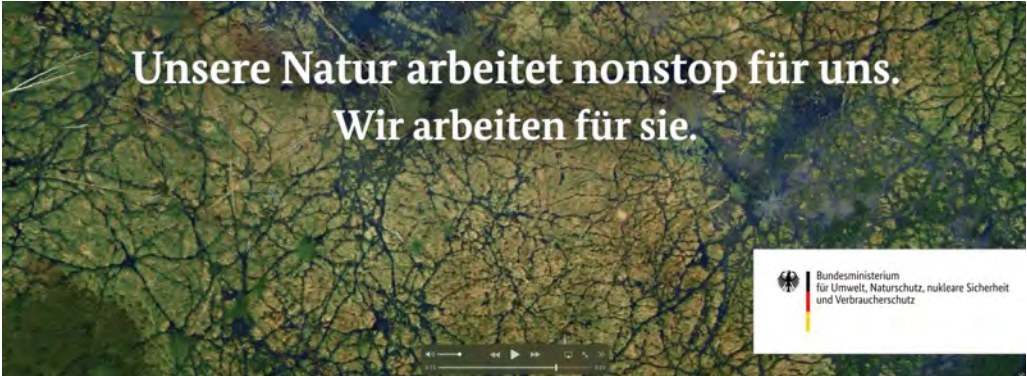 Unsere Natur arbeitet nonstop für uns.
Wir arbeiten für sie.
Bundesministerium
für Umwelt, Naturschutz, nukleare Sicherheit
und Verbraucherschutz